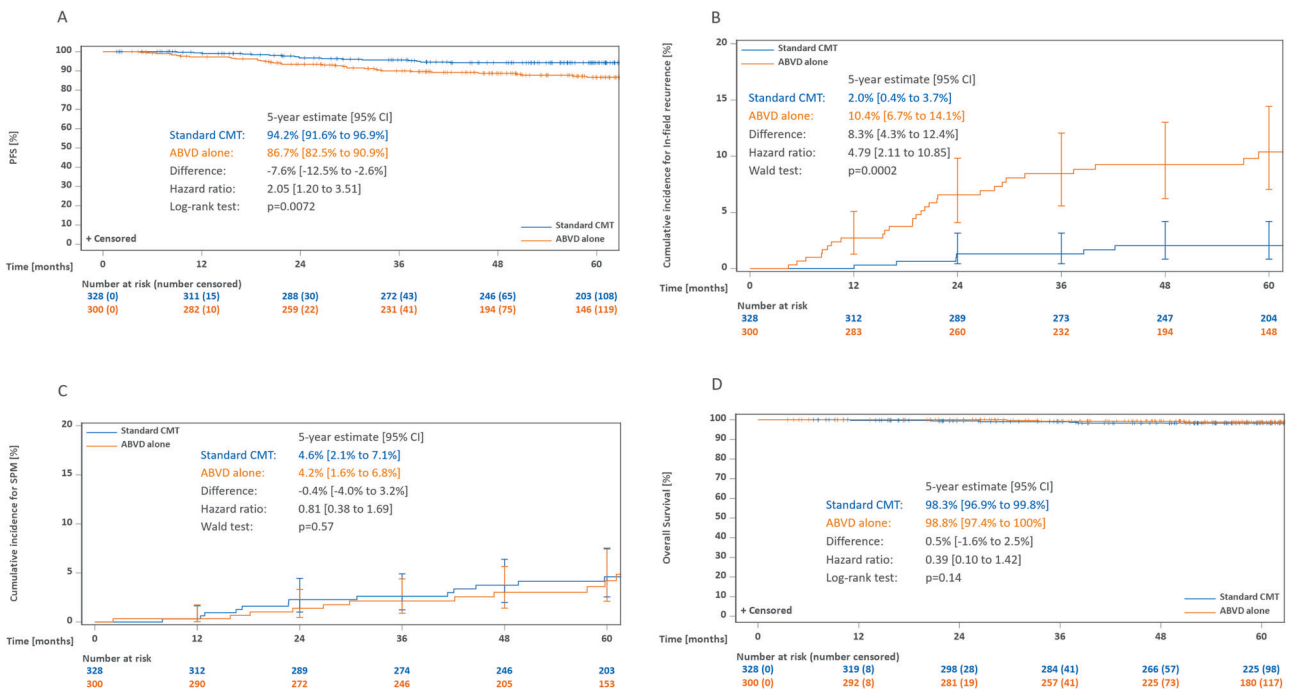 A
PFS [%]
100
90
80
70
60
50
40
30
20
10
0
5-year estimate [95% CI]
Standard CMT: 94.2% [91.6% to 96.9%]
ABVD alone: 86.7% [82.5% to 90.9%]
Difference: -7.6% [-12.5% to -2.6%]
Hazard ratio: 2.05 [1.20 to 3.51]
Log-rank test: p=0.0072
+ Censored
Standard CMT
ABVD alone
Time [months] 0 12 24 36 48 60
Number at risk (number censored)
328 (0) 311 (15) 288 (30) 272 (43) 246 (65) 203 (108)
300 (0) 282 (10) 259 (22) 231 (41) 194 (75) 146 (119)
B
Cumulative incidence for In-field recurrence [%]
20
15
10
5
0
Standard CMT
ABVD alone
5-year estimate [95% CI]
Standard CMT: 2.0% [0.4% to 3.7%]
ABVD alone: 10.4% [6.7% to 14.1%]
Difference: 8.3% [4.3% to 12.4%]
Hazard ratio: 4.79 [2.11 to 10.85]
Wald test: p=0.0002
Time [months] 0 12 24 36 48 60
Number at risk
328 312 289 273 247 204
300 283 260 232 194 148
C
Cumulative incidence for SPM [%]
20
15
10
5
0
Standard CMT
ABVD alone
5-year estimate [95% CI]
Standard CMT: 4.6% [2.1% to 7.1%]
ABVD alone: 4.2% [1.6% to 6.8%]
Difference: -0.4% [-4.0% to 3.2%]
Hazard ratio: 0.81 [0.38 to 1.69]
Wald test: p=0.57
Time [months] 0 12 24 36 48 60
Number at risk
328 312 289 274 246 203
300 290 272 246 205 153
D
Overall Survival [%]
100
90
80
70
60
50
40
30
20
10
0
5-year estimate [95% CI]
Standard CMT: 98.3% [96.9% to 99.8%]
ABVD alone: 98.8% [97.4% to 100%]
Difference: 0.5% [-1.6% to 2.5%]
Hazard ratio: 0.39 [0.10 to 1.42]
Log-rank test: p=0.14
+ Censored
Standard CMT
ABVD alone
Time [months] 0 12 24 36 48 60
Number at risk (number censored)
328 (0) 319 (8) 298 (28) 284 (41) 266 (57) 225 (98)
300 (0) 292 (8) 281 (19) 257 (41) 225 (73) 180 (117)